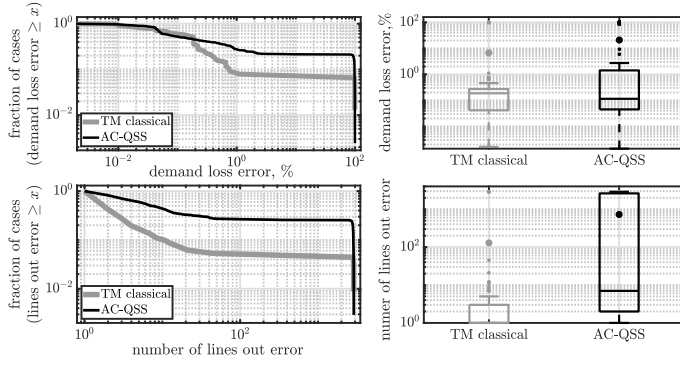 fraction of cases
(demand loss error ≥ x)
10^0
10^-2
TM classical
AC-QSS
10^-2
10^0
10^2
demand loss error, %
demand loss error,%
10^2
10^0
TM classical
AC-QSS
fraction of cases
(lines out error ≥ x)
10^0
10^-2
TM classical
AC-QSS
10^0
10^2
number of lines out error
numer of lines out error
10^2
10^0
TM classical
AC-QSS